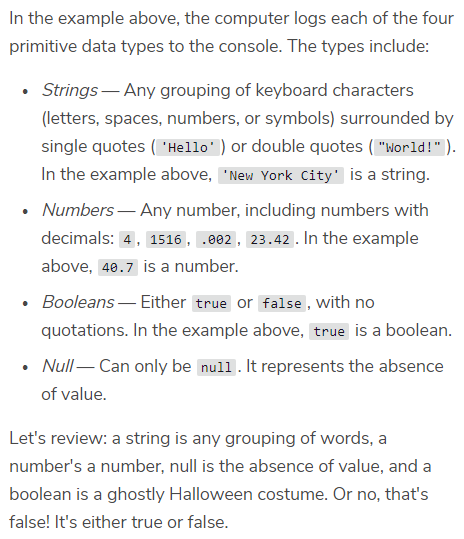 In the example above, the computer logs each of the four
primitive data types to the console. The types include:
• Strings — Any grouping of keyboard characters
(letters, spaces, numbers, or symbols) surrounded by
single quotes ( 'Hello' ) or double quotes ( "World!" ).
In the example above, 'New York City' is a string.
• Numbers — Any number, including numbers with
decimals: 4 , 1516 , .002 , 23.42 . In the example
above, 40.7 is a number.
• Booleans — Either true or false , with no
quotations. In the example above, true is a boolean.
• Null — Can only be null . It represents the absence
of value.
Let's review: a string is any grouping of words, a
number's a number, null is the absence of value, and a
boolean is a ghostly Halloween costume. Or no, that's
false! It's either true or false.